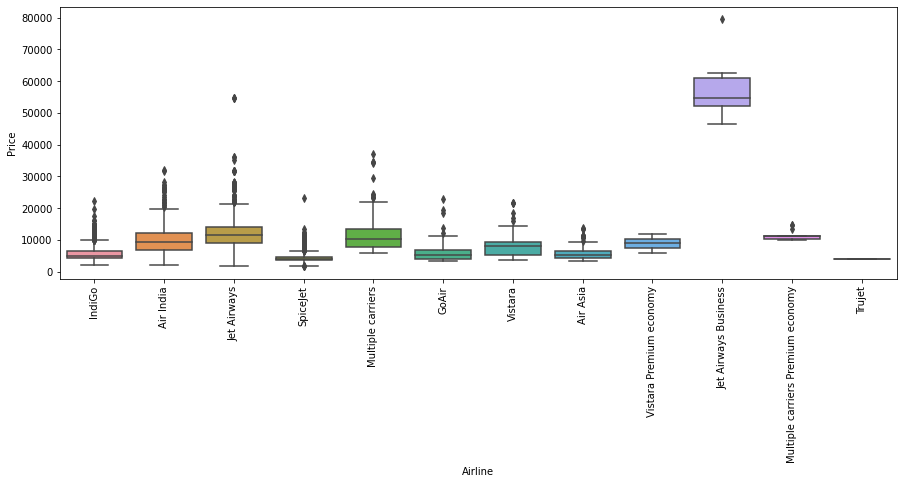 80000
70000
60000
50000
40000
30000
20000
10000
0
Price
IndiGo
Air India
Jet Airways
SpiceJet
Multiple carriers
GoAir
Vistara
Air Asia
Vistara Premium economy
Jet Airways Business
Multiple carriers Premium economy
Trujet
Airline